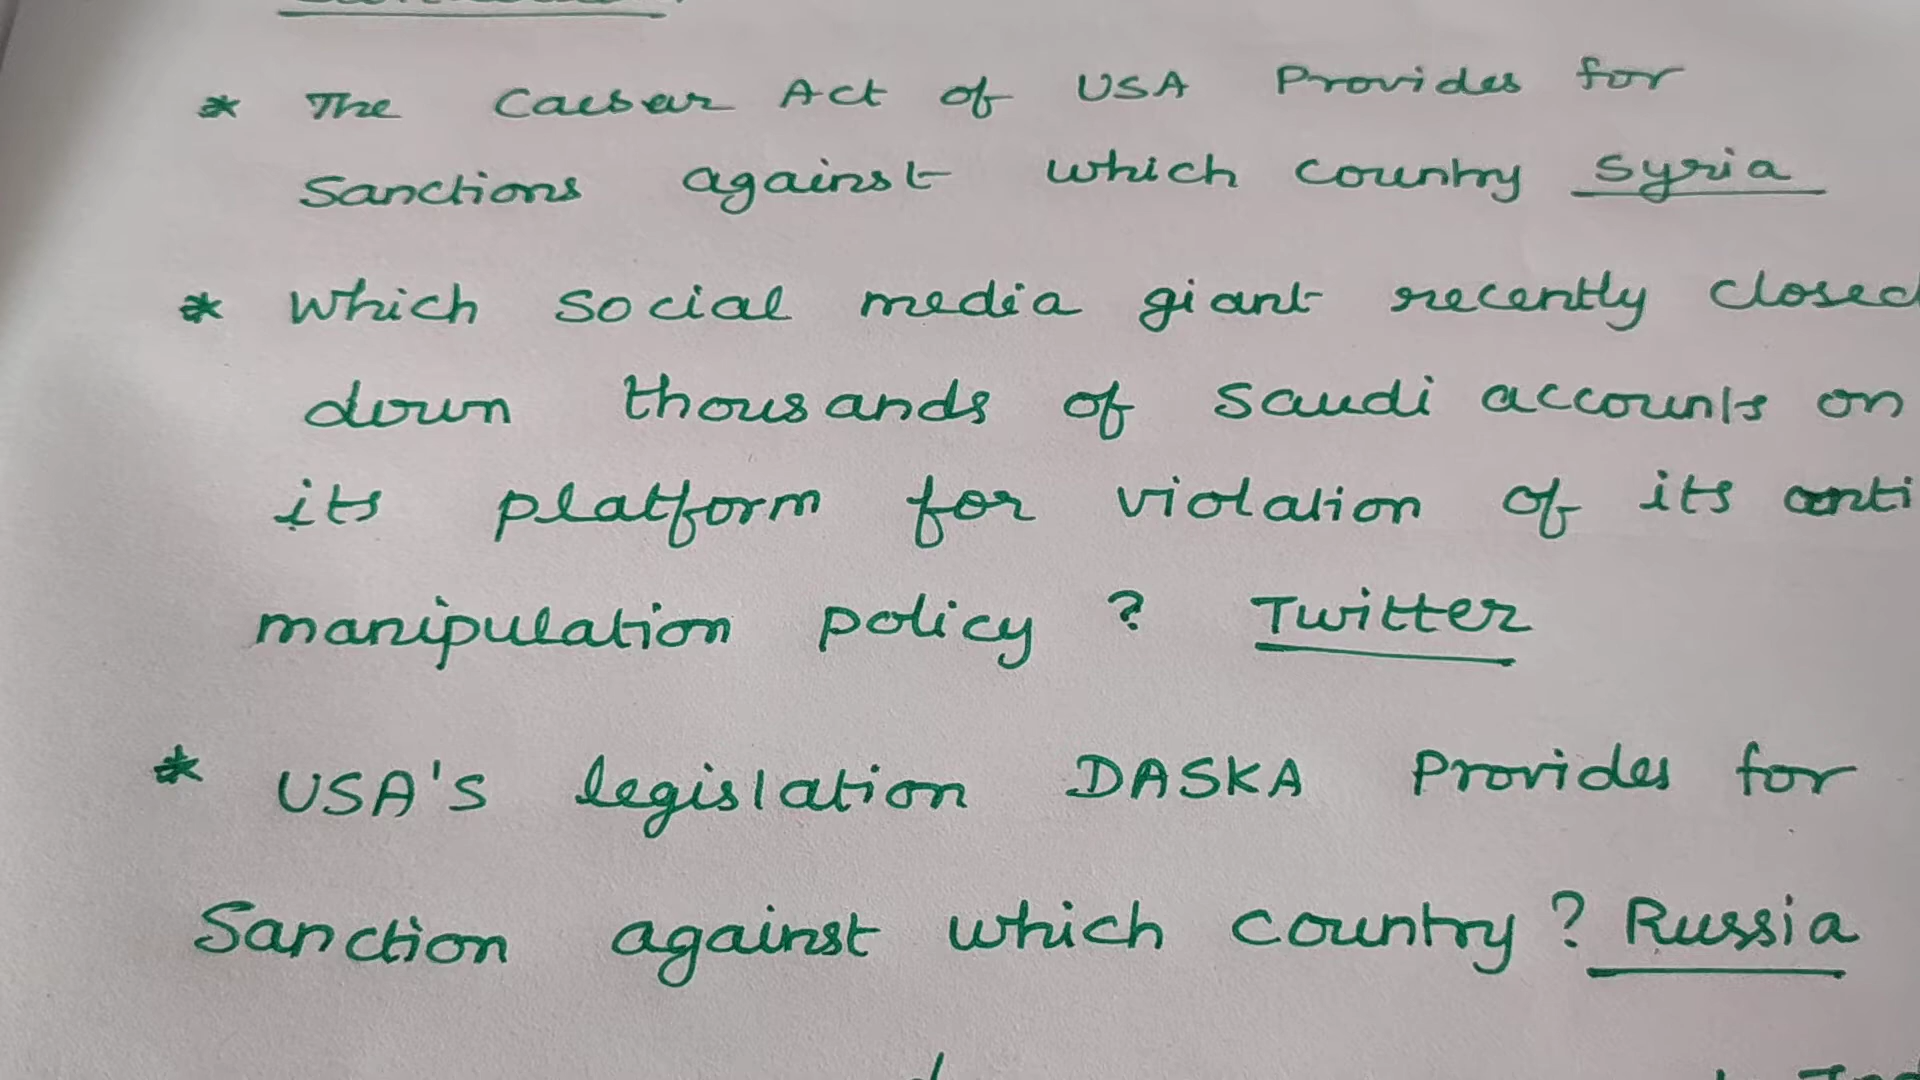 * The Caesar Act of USA Provides for
Sanctions against which country Syria
* Which social media giant recently closed
down thousands of Saudi accounts on
its platform for violation of its anti
manipulation policy ? Twitter
* USA's legislation DASKA Provides for
Sanction against which country ? Russia